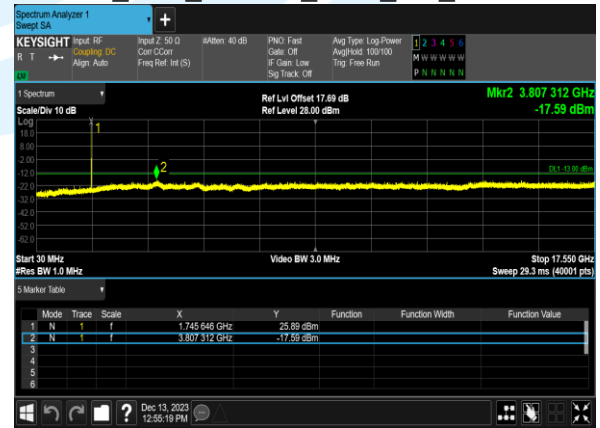 Spectrum Analyzer 1
Swept SA
+
KEYSIGHT Input: RF Input Z: 50 Ω #Atten: 40 dB PNO: Fast Avg Type: Log-Power 1 2 3 4 5 6
R T Coupling: DC Corr CCorr Gate: Off Avg|Hold: 100/100 M W W W W W
Align: Auto Freq Ref: Int (S) IF Gain: Low Trig: Free Run P N N N N N
Sig Track: Off
LV
1 Spectrum Ref Lvl Offset 17.69 dB Mkr2 3.807 312 GHz
Scale/Div 10 dB Ref Level 28.00 dBm -17.59 dBm
Log
1
18.0
8.00
-2.00
2
DL1 -13.00 dBm
-12.0
-22.0
-32.0
-42.0
-52.0
-62.0
Start 30 MHz Video BW 3.0 MHz Stop 17.550 GHz
#Res BW 1.0 MHz Sweep 29.3 ms (40001 pts)
5 Marker Table
Mode Trace Scale X Y Function Function Width Function Value
1 N 1 f 1.745 646 GHz 25.89 dBm
2 N 1 f 3.807 312 GHz -17.59 dBm
3
4
5
6
? Dec 13, 2023
12:55:19 PM